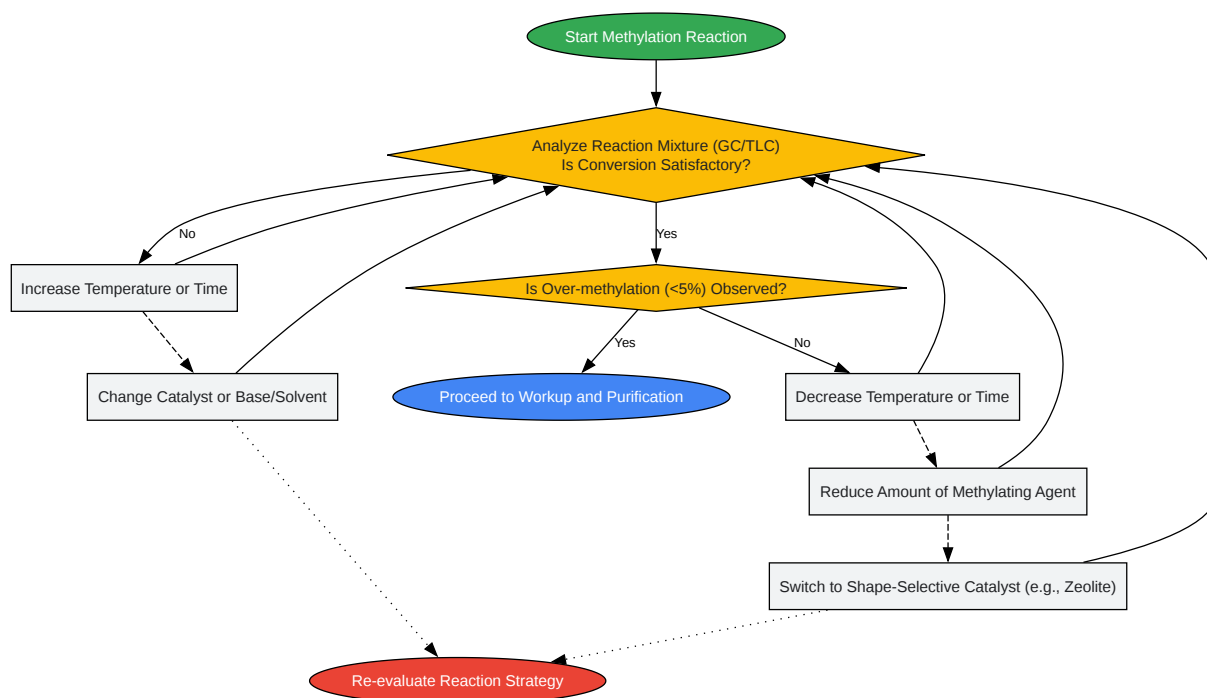 Start Methylation Reaction
Analyze Reaction Mixture (GC/TLC)
Is Conversion Satisfactory?
No
Yes
Increase Temperature or Time
Is Over-methylation (<5%) Observed?
Yes
No
Change Catalyst or Base/Solvent
Proceed to Workup and Purification
Decrease Temperature or Time
Reduce Amount of Methylating Agent
Switch to Shape-Selective Catalyst (e.g., Zeolite)
Re-evaluate Reaction Strategy